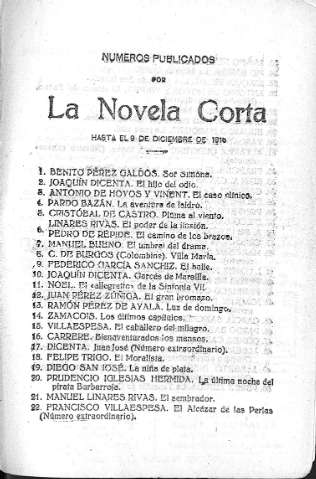 NUMEROS PUBLICADOS
POR
La Novela Corta
HASTA EL 9 DE DICIEMBRE DE 1916
1. BENITO PÉREZ GALDÓS. Sor Simona.
2. JOAQUÍN DICENTA. El hijo del odio.
3. ANTONIO DE HOYOS Y VINENT. El caso clínico.
4. PARDO BAZÁN. La aventura de Isidro.
5. CRISTÓBAL DE CASTRO. Pluma al viento.
6. LINARES RIVAS. El poder de la ilusión.
PEDRO DE RÉPIDE. El camino de los brazos.
7. MANUEL BUENO. El umbral del drama.
8. C. DE BURGOS (Colombine). Villa María.
9. FEDERICO GARCÍA SANCHIZ. El baile.
10. JOAQUÍN DICENTA. Garcés de Marsilla.
11. NOEL. El «allegretto» de la Sinfonía VII.
12. JUAN PÉREZ ZÚÑIGA. El gran bromazo.
13. RAMÓN PÉREZ DE AYALA. Luz de domingo.
14. ZAMACOIS. Los últimos capítulos.
15. VILLAESPESA. El caballero del milagro.
16. CARRERE. Bienaventurados los mansos.
17. DICENTA. Juan José (Número extraordinario).
18. FELIPE TRIGO. El Moralista.
19. DIEGO SAN JOSÉ. La niña de plata.
20. PRUDENCIO IGLESIAS HERMIDA. La última noche del
pirata Barbarroja.
21. MANUEL LINARES RIVAS. El sembrador.
22. FRANCISCO VILLAESPESA. El Alcázar de las Perlas
(Número extraordinario).